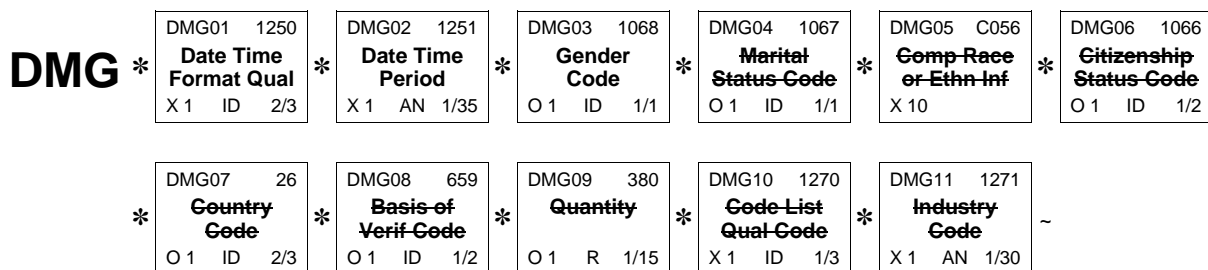 DMG01 1250 DMG02 1251 DMG03 1068 DMG04 1067 DMG05 C056 DMG06 1066
DMG * Date Time * Date Time * Gender * Marital * Comp Race * Citizenship
Format Qual Period Code Status Code or Ethn Inf Status Code
X 1 ID 2/3 X 1 AN 1/35 O 1 ID 1/1 O 1 ID 1/1 X 10 O 1 ID 1/2
DMG07 26 DMG08 659 DMG09 380 DMG10 1270 DMG11 1271
* Country * Basis of * Quantity * Code List * Industry ~
Code Verif Code Qual Code Code
O 1 ID 2/3 O 1 ID 1/2 O 1 R 1/15 X 1 ID 1/3 X 1 AN 1/30